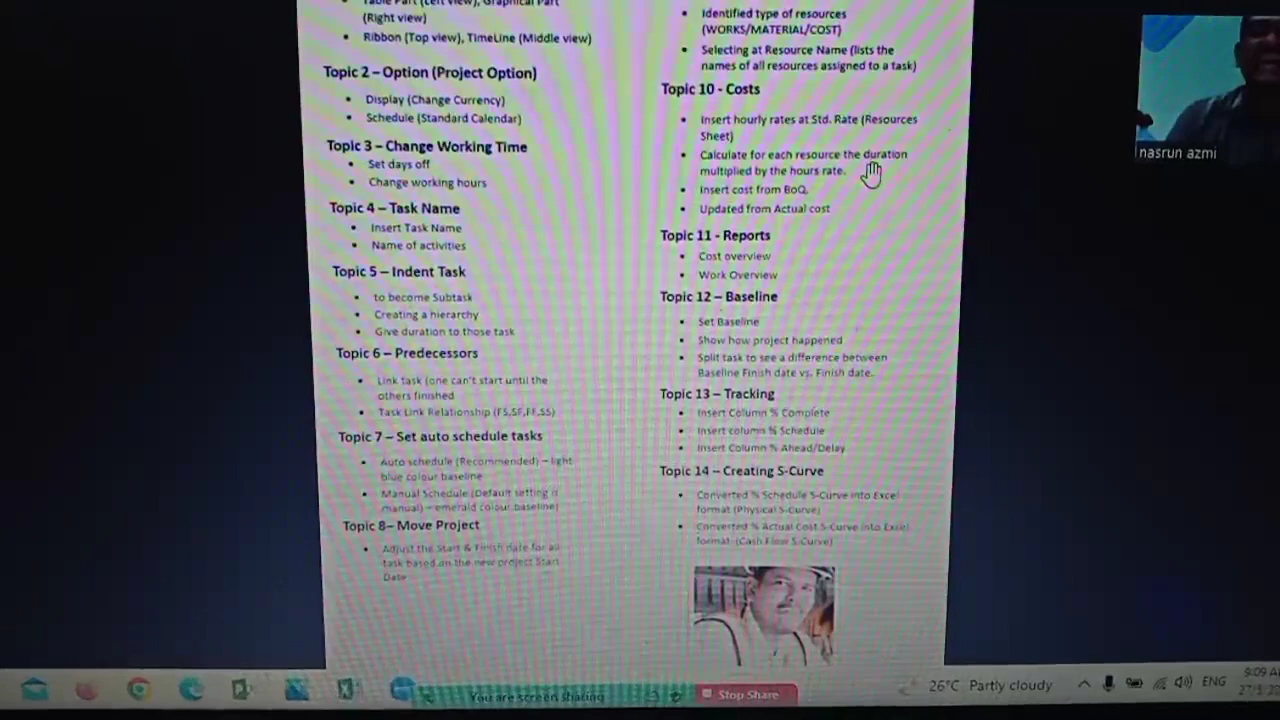 Table Part (Left view), Graphical Part
(Right view)
Ribbon (Top view), TimeLine (Middle view)
Topic 2 – Option (Project Option)
Display (Change Currency)
Schedule (Standard Calendar)
Topic 3 – Change Working Time
Set days off
Change working hours
Topic 4 – Task Name
Insert Task Name
Name of activities
Topic 5 – Indent Task
to become Subtask
Creating a hierarchy
Give duration to those task
Topic 6 – Predecessors
Link task (one can't start until the
others finished
Task Link Relationship (FS,SF,FF,SS)
Topic 7 – Set auto schedule tasks
Auto schedule (Recommended) – light
blue colour baseline
Manual Schedule (Default setting is
manual) – emerald colour baseline)
Topic 8– Move Project
Adjust the Start & Finish date for all
task based on the new project Start
Date
Identified type of resources
(WORKS/MATERIAL/COST)
Selecting at Resource Name (lists the
names of all resources assigned to a task)
Topic 10 - Costs
Insert hourly rates at Std. Rate (Resources
Sheet)
Calculate for each resource the duration
multiplied by the hours rate.
Insert cost from BoQ.
Updated from Actual cost
Topic 11 - Reports
Cost overview
Work Overview
Topic 12 – Baseline
Set Baseline
Show how project happened
Split task to see a difference between
Baseline Finish date vs. Finish date.
Topic 13 – Tracking
Insert Column % Complete
Insert column % Schedule
Insert Column % Ahead/Delay
Topic 14 – Creating S-Curve
Converted % Schedule S-Curve into Excel
format (Physical S-Curve)
Converted % Actual Cost S-Curve into Excel
format (Cash Flow S-Curve)
nasrun azmi
You are screen sharing
Stop Share
26°C Partly cloudy
ENG
9:09